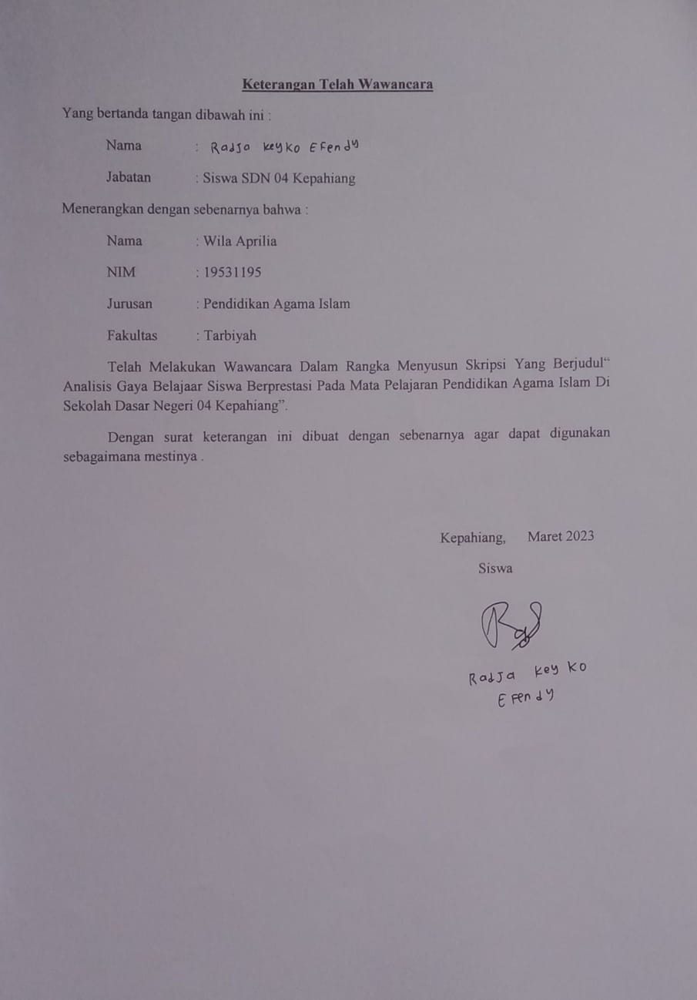 Keterangan Telah Wawancara
Yang bertanda tangan dibawah ini :
Nama : Radja Keyko Efendy
Jabatan : Siswa SDN 04 Kepahiang
Menerangkan dengan sebenarnya bahwa :
Nama : Wila Aprilia
NIM : 19531195
Jurusan : Pendidikan Agama Islam
Fakultas : Tarbiyah
Telah Melakukan Wawancara Dalam Rangka Menyusun Skripsi Yang Berjudul“
Analisis Gaya Belajaar Siswa Berprestasi Pada Mata Pelajaran Pendidikan Agama Islam Di
Sekolah Dasar Negeri 04 Kepahiang”.
Dengan surat keterangan ini dibuat dengan sebenarnya agar dapat digunakan
sebagaimana mestinya .
Kepahiang, Maret 2023
Siswa
Radja Keyko
Efendy